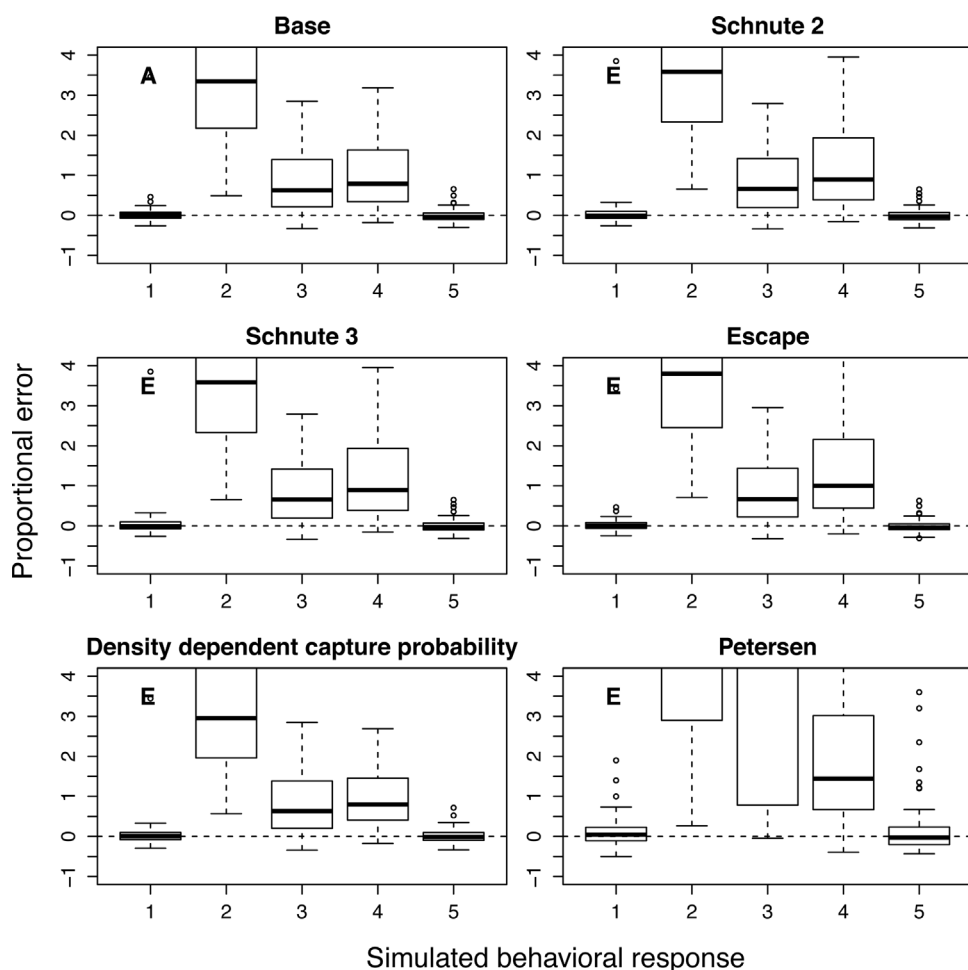 Base
A
4
3
2
1
0
−1
1 2 3 4 5
Schnute 2
E
4
3
2
1
0
−1
1 2 3 4 5
Schnute 3
E
4
3
2
1
0
−1
1 2 3 4 5
Escape
E
4
3
2
1
0
−1
1 2 3 4 5
Density dependent capture probability
E
4
3
2
1
0
−1
1 2 3 4 5
Petersen
E
4
3
2
1
0
−1
1 2 3 4 5
Proportional error
Simulated behavioral response